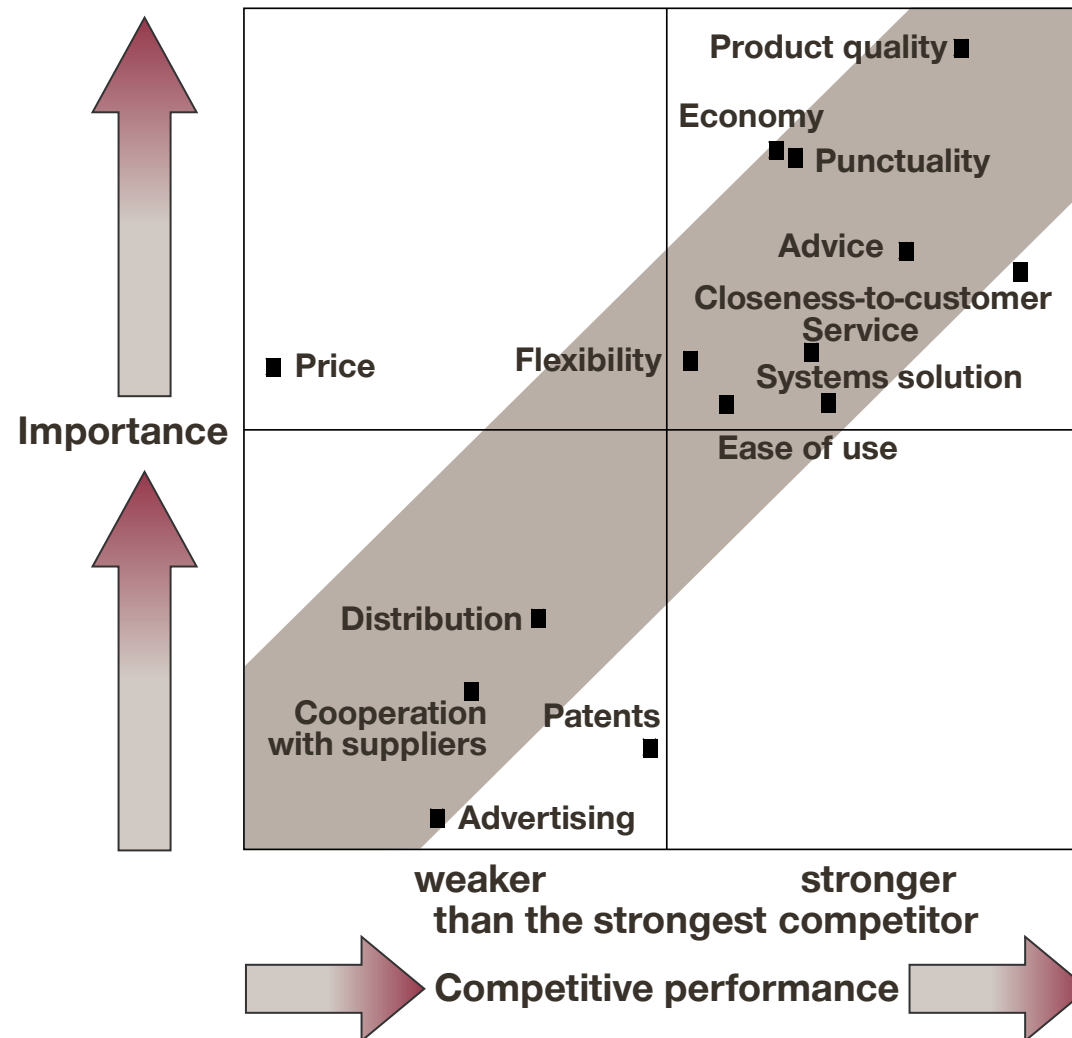 Product quality
Economy
Punctuality
Advice
Closeness-to-customer
Service
Flexibility
Price
Systems solution
Importance
Ease of use
Distribution
Cooperation
with suppliers
Patents
Advertising
weaker stronger
than the strongest competitor
Competitive performance